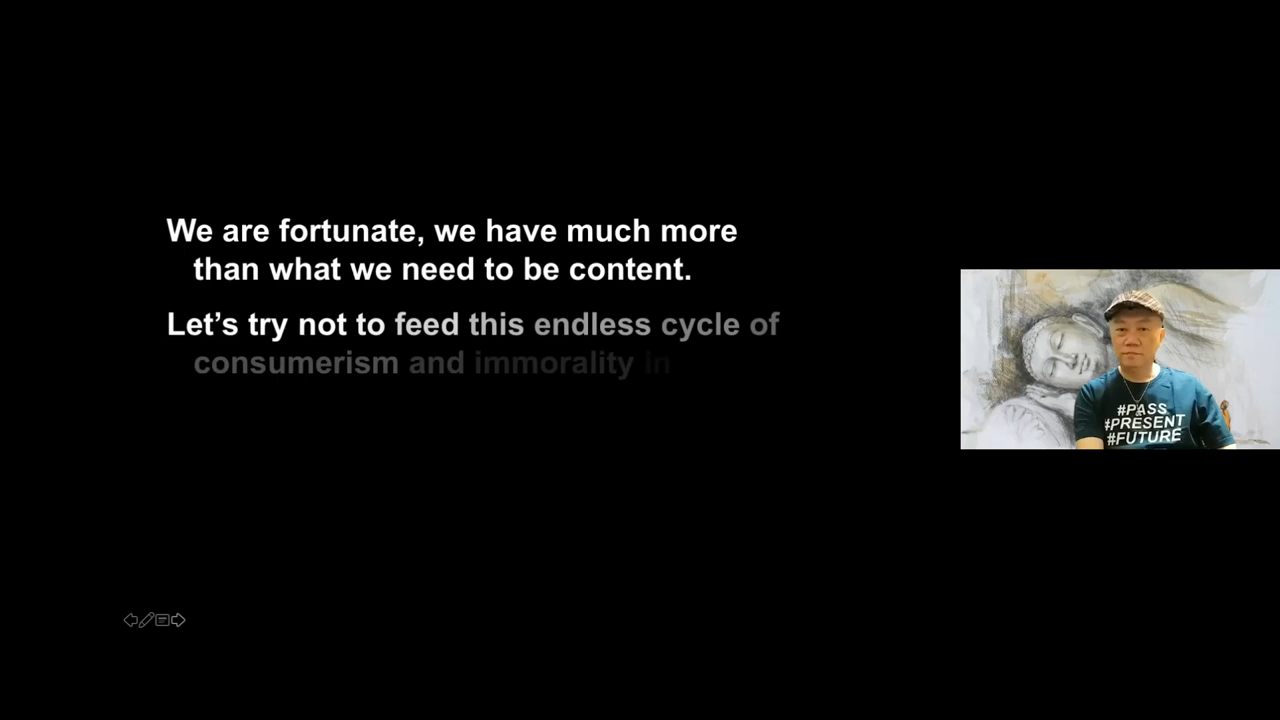 We are fortunate, we have much more
than what we need to be content.
Let’s try not to feed this endless cycle of
consumerism and immorality in
#PASS
#PRESENT
#FUTURE